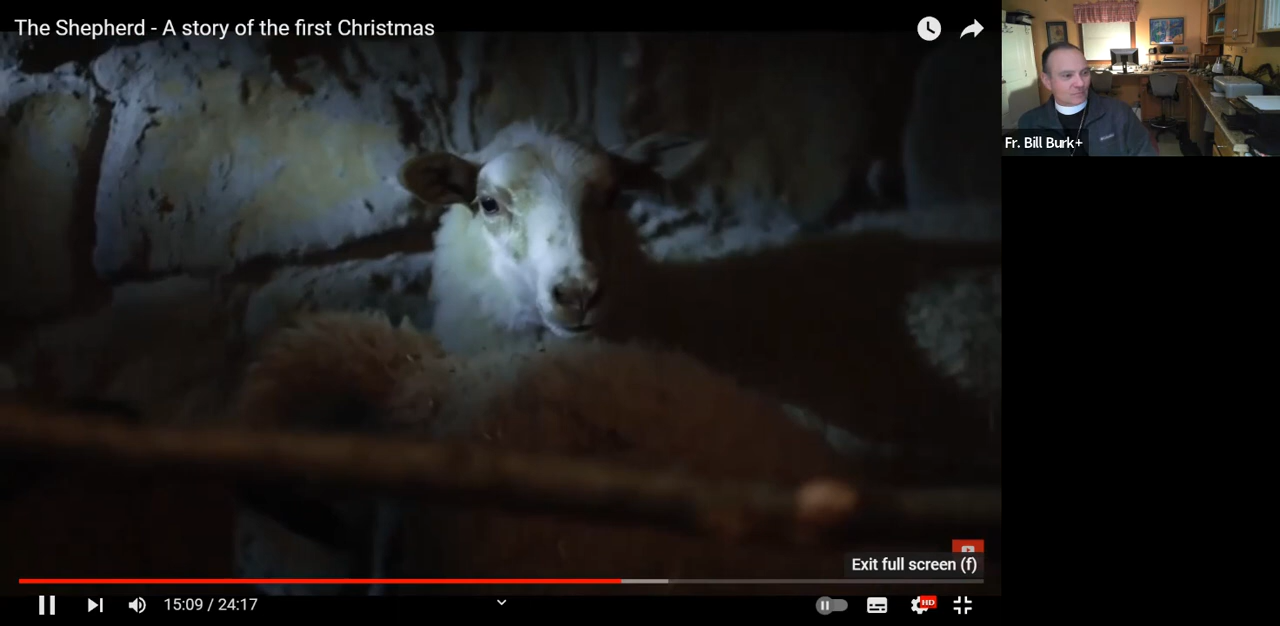 The Shepherd - A story of the first Christmas
Fr. Bill Burk+
Exit full screen (f)
15:09 / 24:17
HD